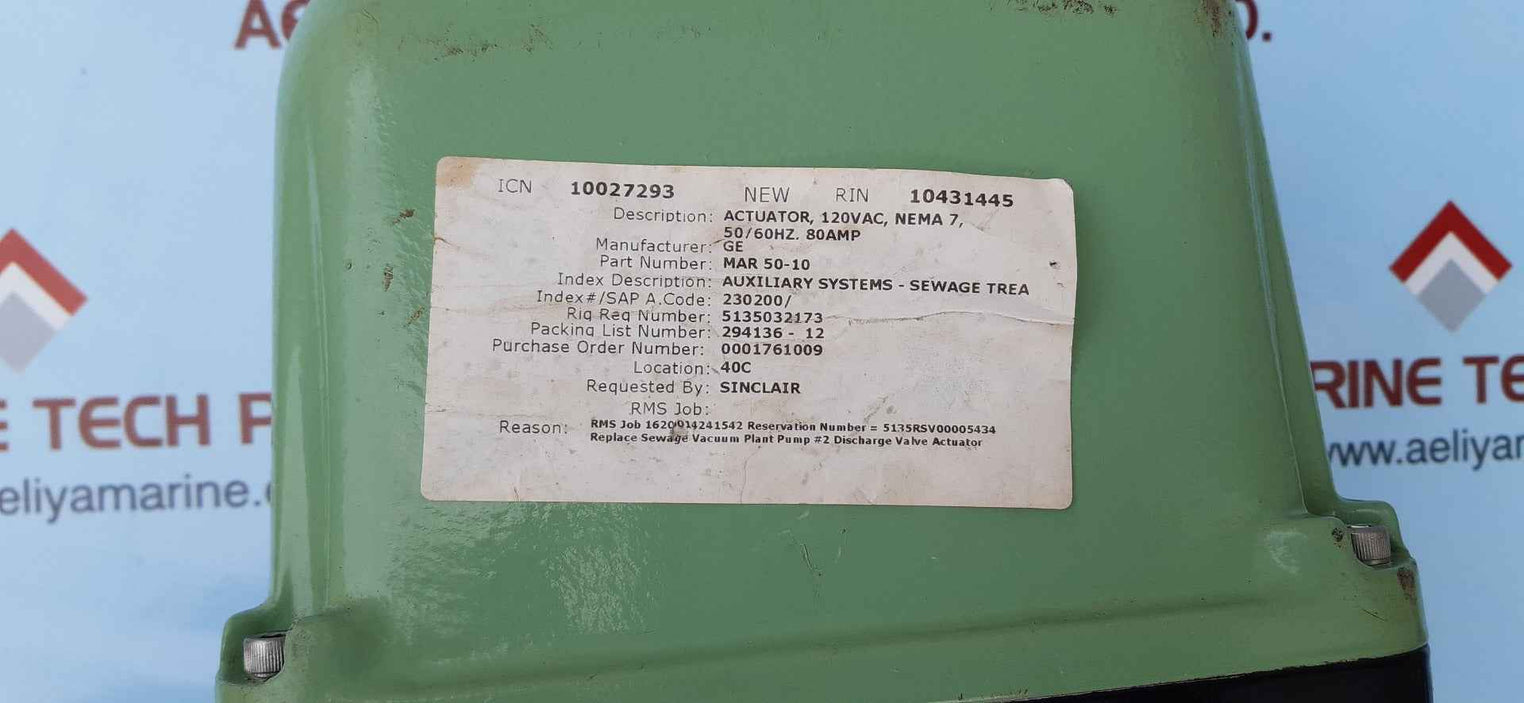 ICN 10027293 NEW RIN 10431445
Description: ACTUATOR, 120VAC, NEMA 7,
50/60HZ. 80AMP
Manufacturer: GE
Part Number: MAR 50-10
Index Description: AUXILIARY SYSTEMS - SEWAGE TREA
Index#/SAP A.Code: 230200/
Rig Req Number: 5135032173
Packing List Number: 294136 - 12
Purchase Order Number: 0001761009
Location: 40C
Requested By: SINCLAIR
RMS Job:
Reason: RMS Job 1620014241542 Reservation Number = 5135RSV00005434
Replace Sewage Vacuum Plant Pump #2 Discharge Valve Actuator
E TECH P
RINE TE
aeliyamarine.
www.aeliyam